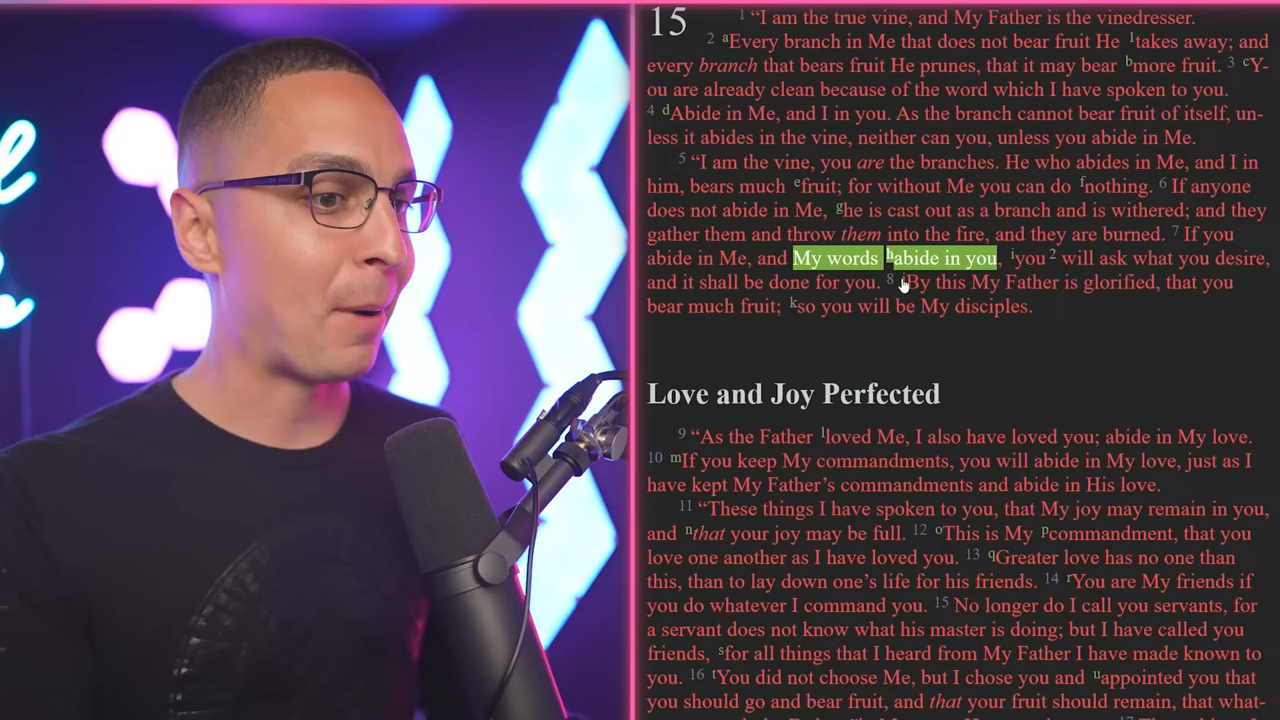 15
1 “I am the true vine, and My Father is the vinedresser.
2 aEvery branch in Me that does not bear fruit He 1takes away; and
every branch that bears fruit He prunes, that it may bear bmore fruit. 3 cY-
ou are already clean because of the word which I have spoken to you.
4 dAbide in Me, and I in you. As the branch cannot bear fruit of itself, un-
less it abides in the vine, neither can you, unless you abide in Me.
5 “I am the vine, you are the branches. He who abides in Me, and I in
him, bears much efruit; for without Me you can do fnothing. 6 If anyone
does not abide in Me, ghe is cast out as a branch and is withered; and they
gather them and throw them into the fire, and they are burned. 7 If you
abide in Me, and My words habide in you, iyou 2 will ask what you desire,
and it shall be done for you. 8 jBy this My Father is glorified, that you
bear much fruit; kso you will be My disciples.
Love and Joy Perfected
9 “As the Father lloved Me, I also have loved you; abide in My love.
10 mIf you keep My commandments, you will abide in My love, just as I
have kept My Father’s commandments and abide in His love.
11 “These things I have spoken to you, that My joy may remain in you,
and nthat your joy may be full. 12 oThis is My pcommandment, that you
love one another as I have loved you. 13 qGreater love has no one than
this, than to lay down one’s life for his friends. 14 rYou are My friends if
you do whatever I command you. 15 No longer do I call you servants, for
a servant does not know what his master is doing; but I have called you
friends, sfor all things that I heard from My Father I have made known to
you. 16 tYou did not choose Me, but I chose you and uappointed you that
you should go and bear fruit, and that your fruit should remain, that what-